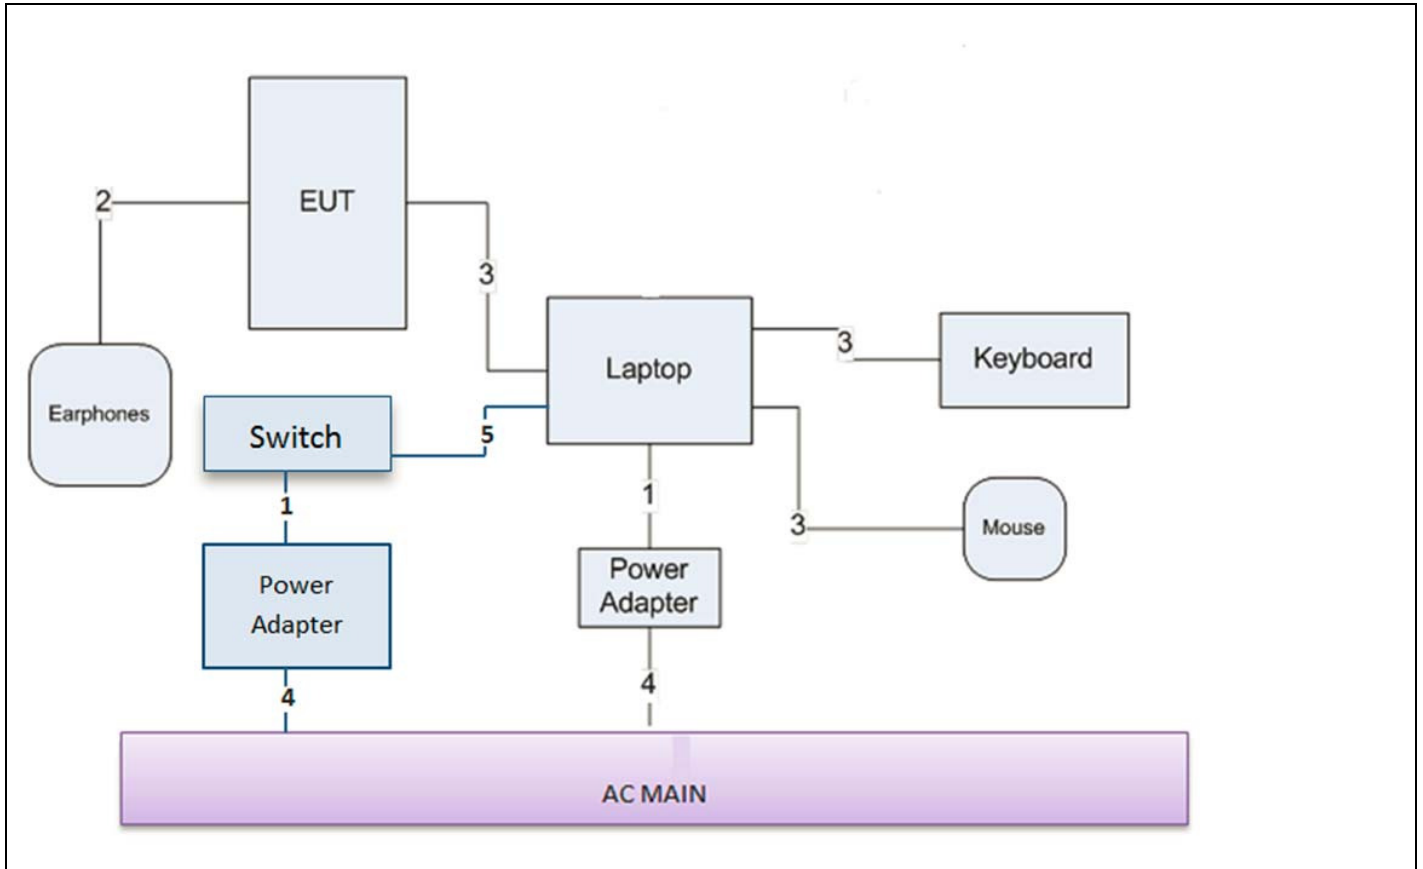 EUT
2
3
Laptop
3
Keyboard
Earphones
Switch
5
1
1
3
Mouse
Power
Adapter
Power
Adapter
4
4
AC MAIN